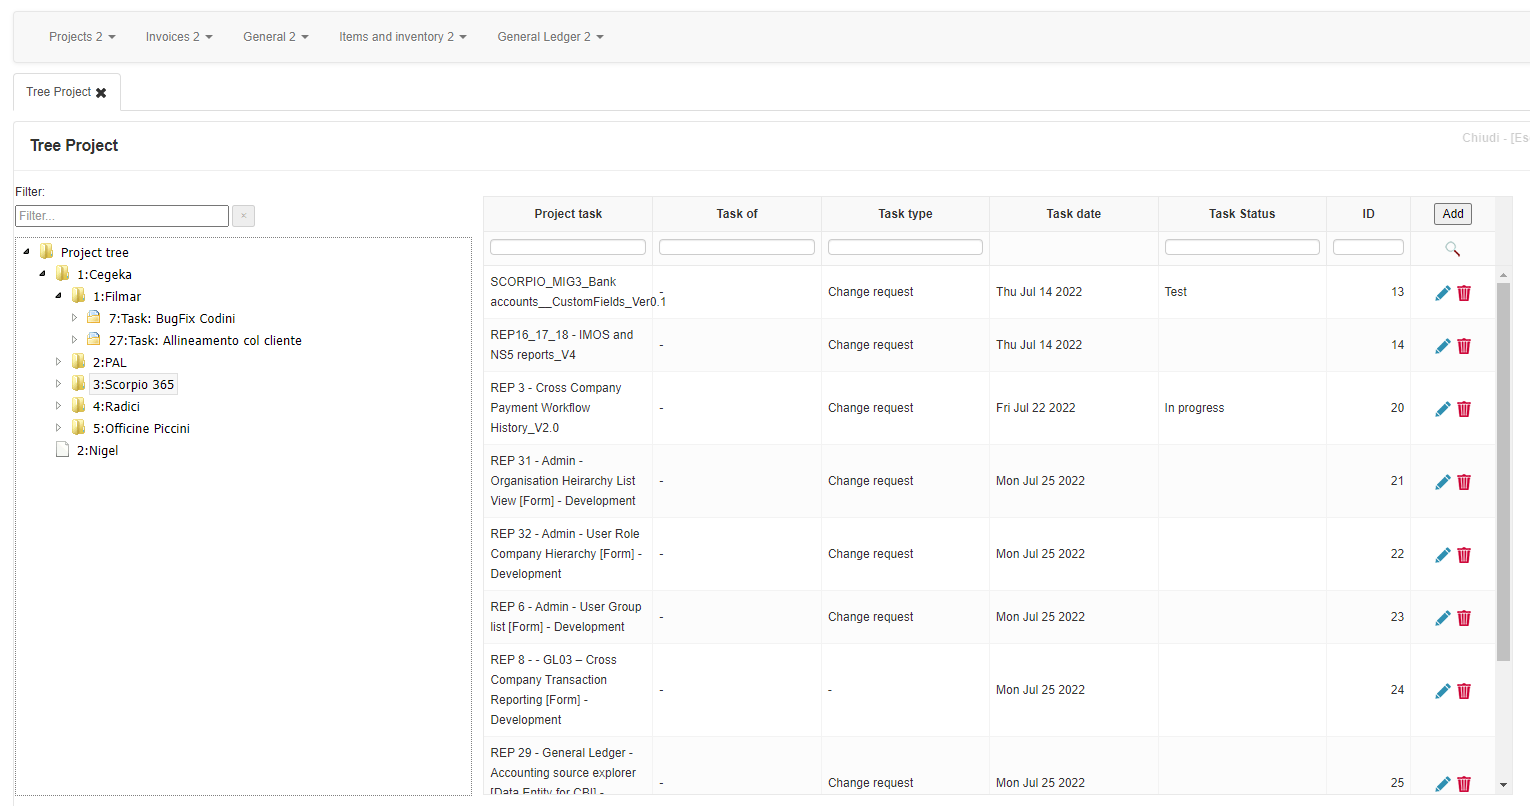 Projects 2 Invoices 2 General 2 Items and inventory 2 General Ledger 2
Tree Project
Tree Project
Chiudi - [Es
Filter:
Filter...
Project tree
1:Cegeka
1:Filmar
7:Task: BugFix Codini
27:Task: Allineamento col cliente
2:PAL
3:Scorpio 365
4:Radici
5:Officine Piccini
2:Nigel
Project task Task of Task type Task date Task Status ID Add
SCORPIO_MIG3_Bank
accounts__CustomFields_Ver0.1
- Change request Thu Jul 14 2022 Test 13
REP16_17_18 - IMOS and
NS5 reports_V4
- Change request Thu Jul 14 2022 14
REP 3 - Cross Company
Payment Workflow
History_V2.0
- Change request Fri Jul 22 2022 In progress 20
REP 31 - Admin -
Organisation Heirarchy List
View [Form] - Development
- Change request Mon Jul 25 2022 21
REP 32 - Admin - User Role
Company Hierarchy [Form] -
Development
- Change request Mon Jul 25 2022 22
REP 6 - Admin - User Group
list [Form] - Development
- Change request Mon Jul 25 2022 23
REP 8 - - GL03 – Cross
Company Transaction
Reporting [Form] -
Development
- - Mon Jul 25 2022 24
REP 29 - General Ledger -
Accounting source explorer
[Data Entity for CBI] -
- Change request Mon Jul 25 2022 25